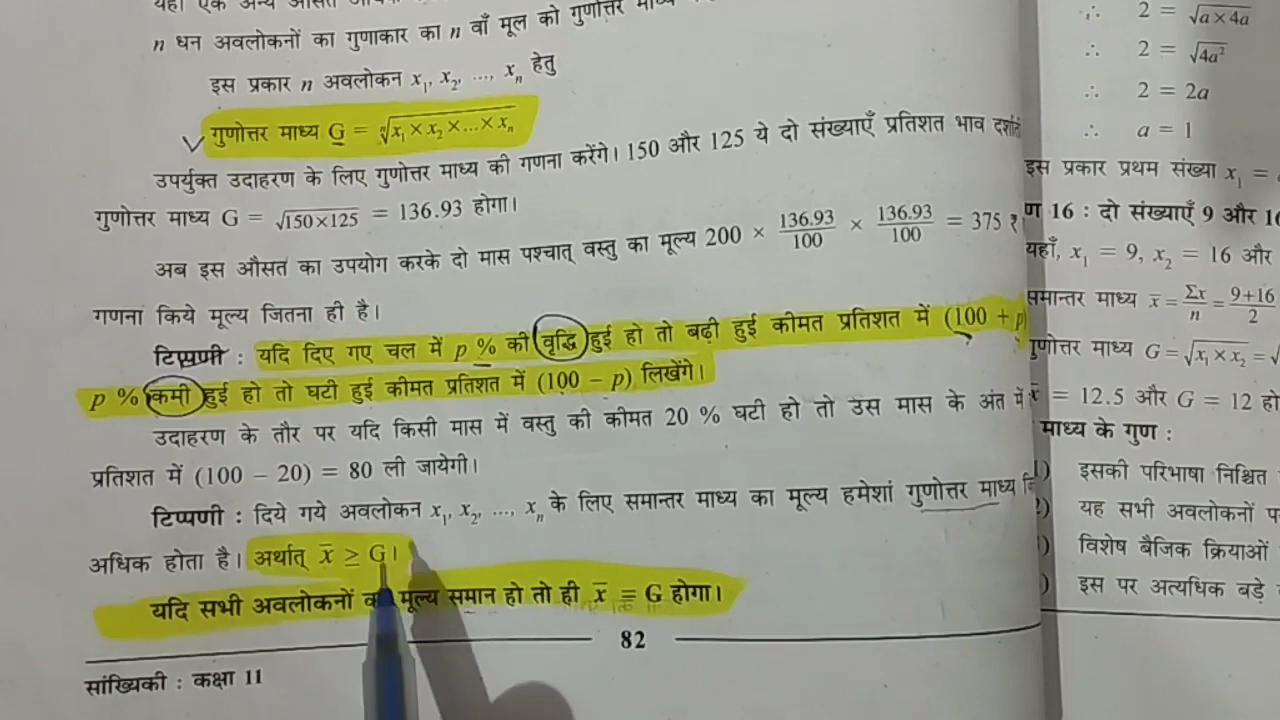 यहाँ एक अन्य औसत
n धन अवलोकनों का गुणाकार का n वाँ मूल को गुणोत्तर
इस प्रकार n अवलोकन x₁, x₂, ..., xₙ हेतु
गुणोत्तर माध्य G = ⁿ√(x₁ × x₂ × ... × xₙ)
उपर्युक्त उदाहरण के लिए गुणोत्तर माध्य की गणना करेंगे। 150 और 125 ये दो संख्याएँ प्रतिशत भाव
गुणोत्तर माध्य G = √(150×125) = 136.93 होगा।
अब इस औसत का उपयोग करके दो मास पश्चात् वस्तु का मूल्य 200 × 136.93/100 × 136.93/100 = 375 ₹
गणना किये मूल्य जितना ही है।
टिप्पणी : यदि दिए गए चल में p % की वृद्धि हुई हो तो बढ़ी हुई कीमत प्रतिशत में (100 + p)
p % कमी हुई हो तो घटी हुई कीमत प्रतिशत में (100 – p) लिखेंगे।
उदाहरण के तौर पर यदि किसी मास में वस्तु की कीमत 20 % घटी हो तो उस मास के अंत में
प्रतिशत में (100 – 20) = 80 ली जायेगी।
टिप्पणी : दिये गये अवलोकन x₁, x₂, ..., xₙ के लिए समान्तर माध्य का मूल्य हमेशां गुणोत्तर माध्य
अधिक होता है। अर्थात् x̄ ≥ G।
यदि सभी अवलोकनों का मूल्य समान हो तो ही x̄ = G होगा।
82
सांख्यिकी : कक्षा 11
∴ 2 = √(a × 4a)
∴ 2 = √(4a²)
∴ 2 = 2a
∴ a = 1
इस प्रकार प्रथम संख्या x₁ =
16 : दो संख्याएँ 9 और
यहाँ, x₁ = 9, x₂ = 16 और
समान्तर माध्य x̄ = Σx/n = (9+16)/2
गुणोत्तर माध्य G = √(x₁ × x₂) =
x̄ = 12.5 और G = 12
माध्य के गुण :
इसकी परिभाषा निश्चित
यह सभी अवलोकनों
विशेष बैजिक क्रियाओं
इस पर अत्यधिक बड़े